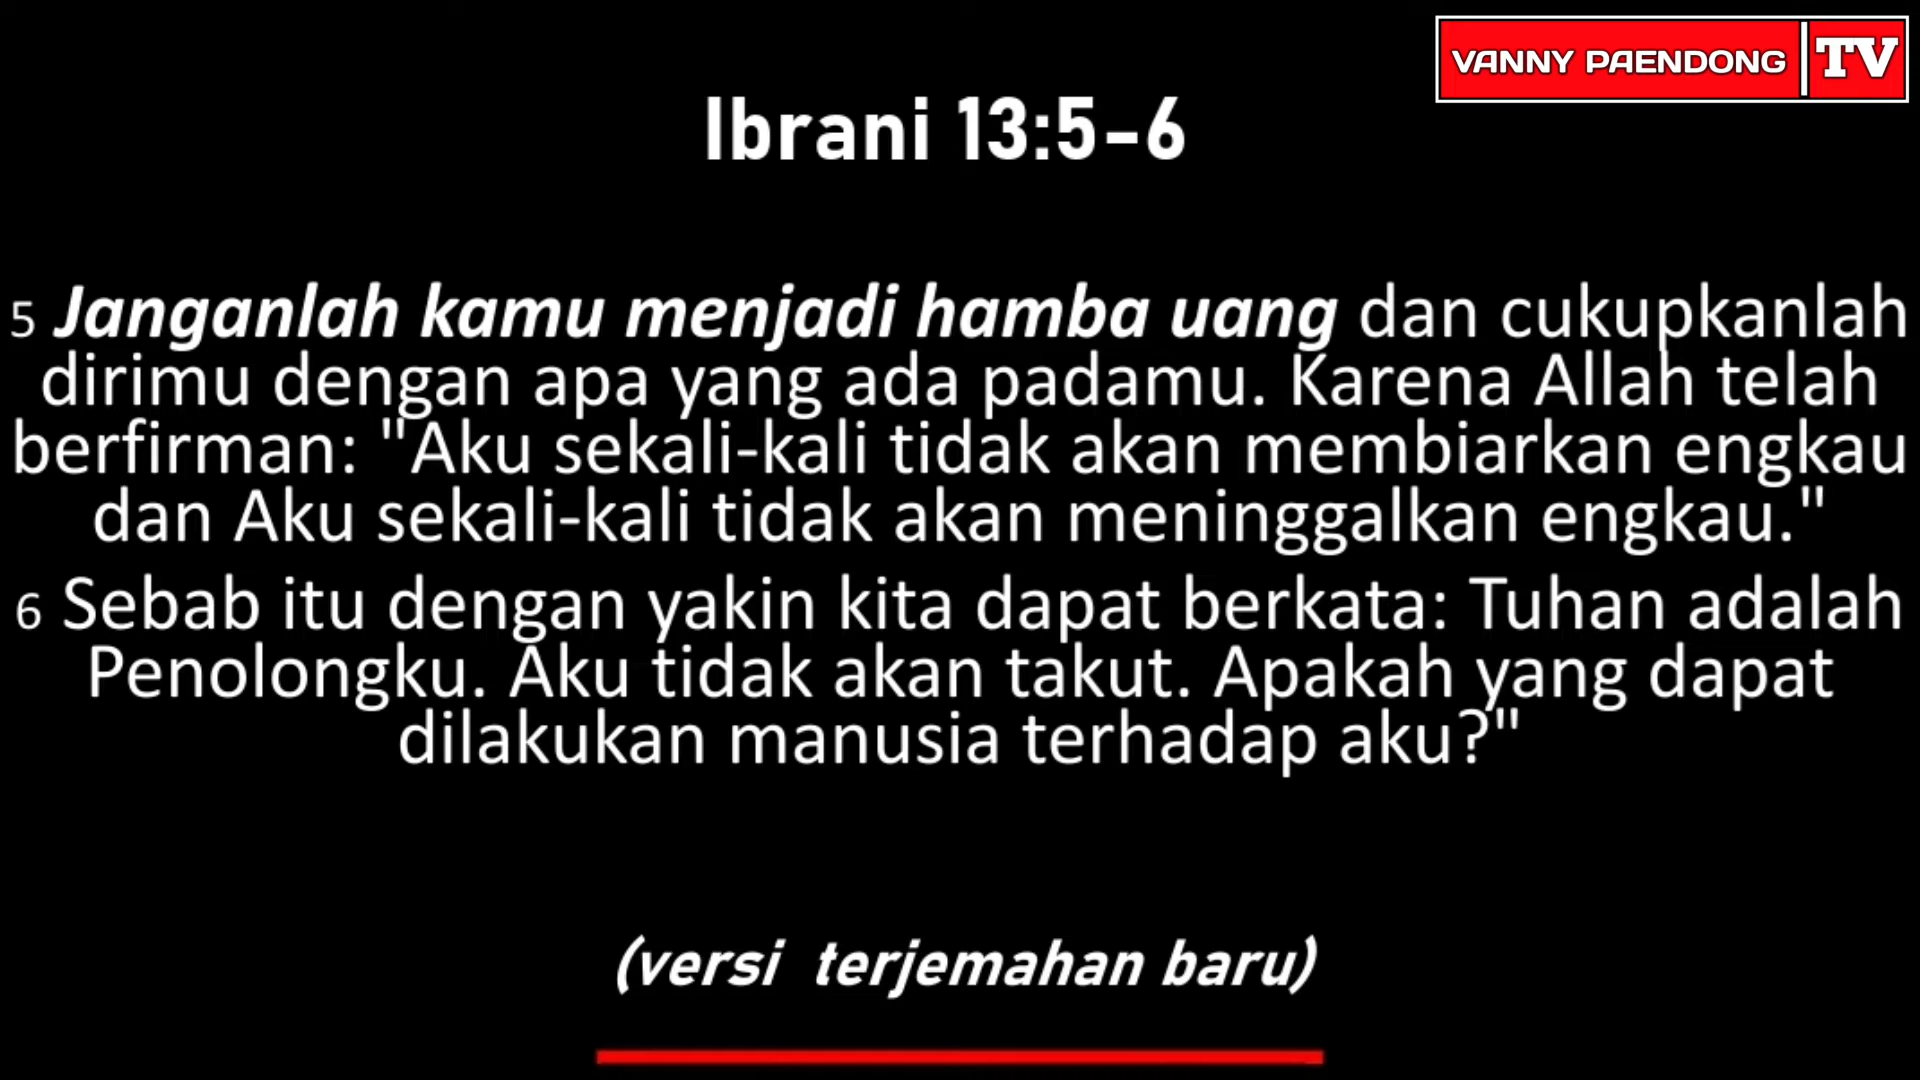 VANNY PAENDONG TV
Ibrani 13:5-6
5 Janganlah kamu menjadi hamba uang dan cukupkanlah
dirimu dengan apa yang ada padamu. Karena Allah telah
berfirman: "Aku sekali-kali tidak akan membiarkan engkau
dan Aku sekali-kali tidak akan meninggalkan engkau."
6 Sebab itu dengan yakin kita dapat berkata: Tuhan adalah
Penolongku. Aku tidak akan takut. Apakah yang dapat
dilakukan manusia terhadap aku?"
(versi terjemahan baru)